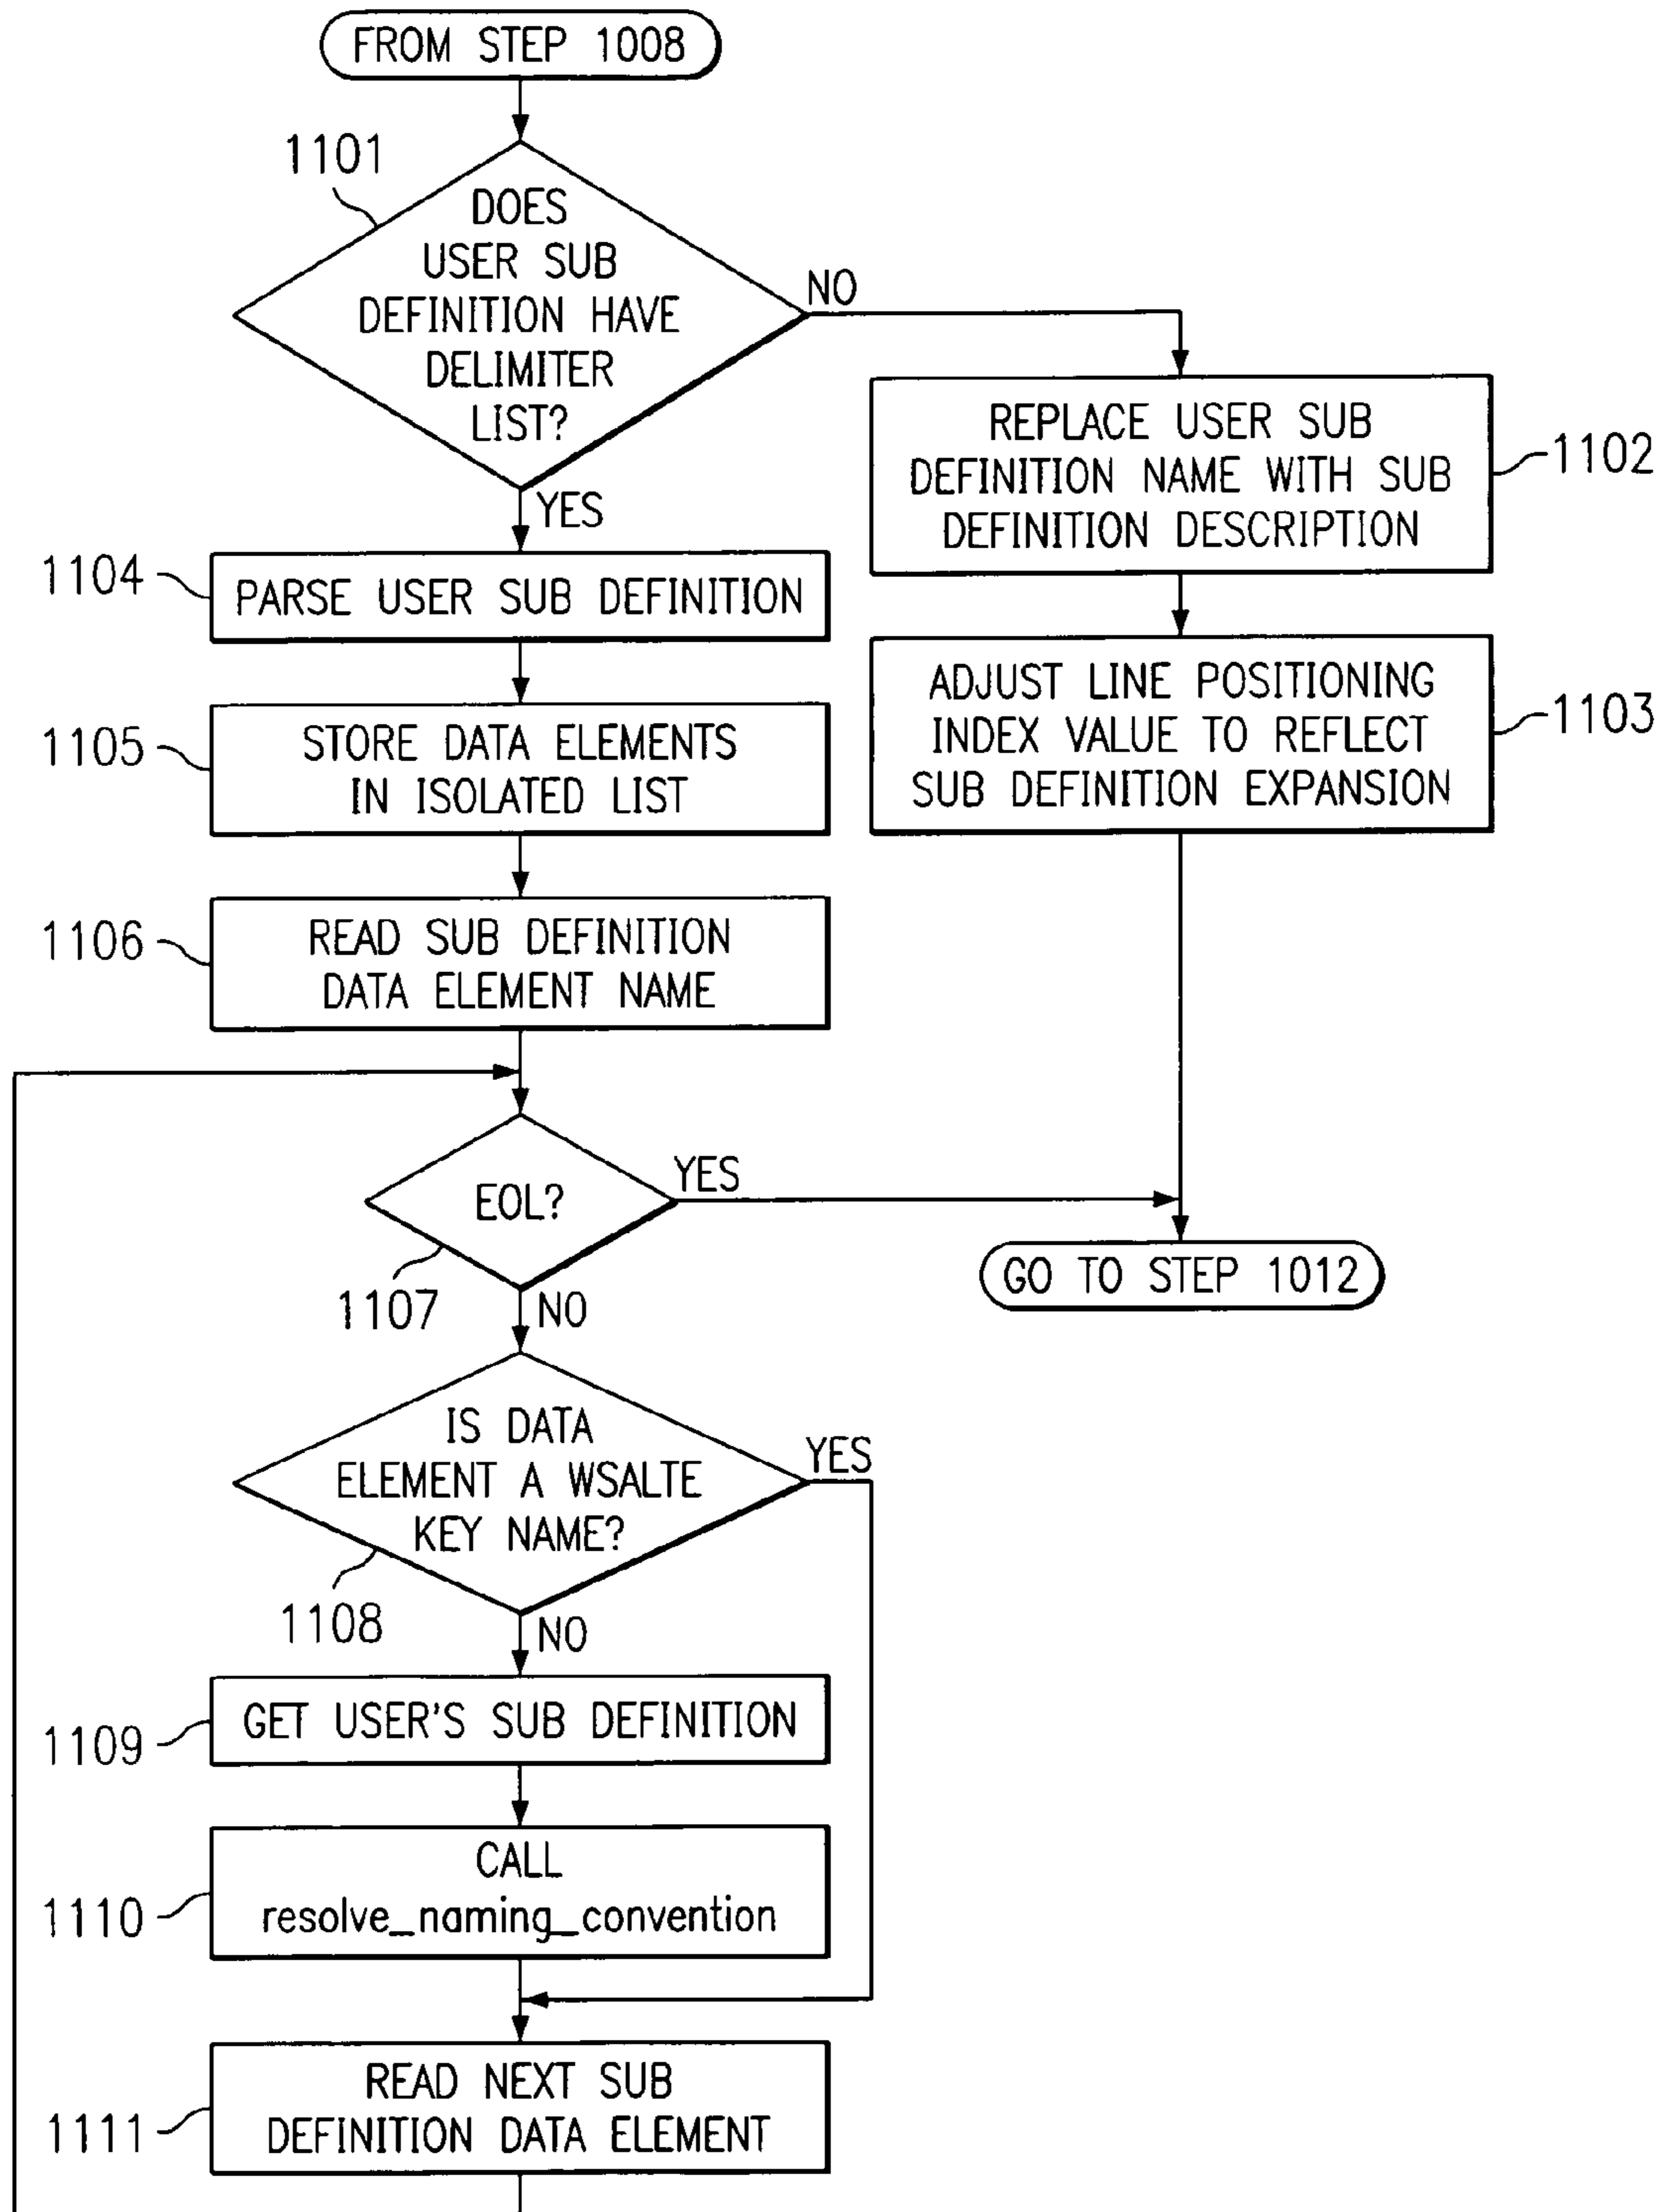 FROM STEP 1008
1101
DOES
USER SUB
DEFINITION HAVE
DELIMITER
LIST?
NO
YES
REPLACE USER SUB
DEFINITION NAME WITH SUB
DEFINITION DESCRIPTION
1102
1104
PARSE USER SUB DEFINITION
ADJUST LINE POSITIONING
INDEX VALUE TO REFLECT
SUB DEFINITION EXPANSION
1103
1105
STORE DATA ELEMENTS
IN ISOLATED LIST
1106
READ SUB DEFINITION
DATA ELEMENT NAME
EOL?
YES
1107
NO
GO TO STEP 1012
IS DATA
ELEMENT A WSALTE
KEY NAME?
YES
1108
NO
1109
GET USER'S SUB DEFINITION
1110
CALL
resolve_naming_convention
1111
READ NEXT SUB
DEFINITION DATA ELEMENT